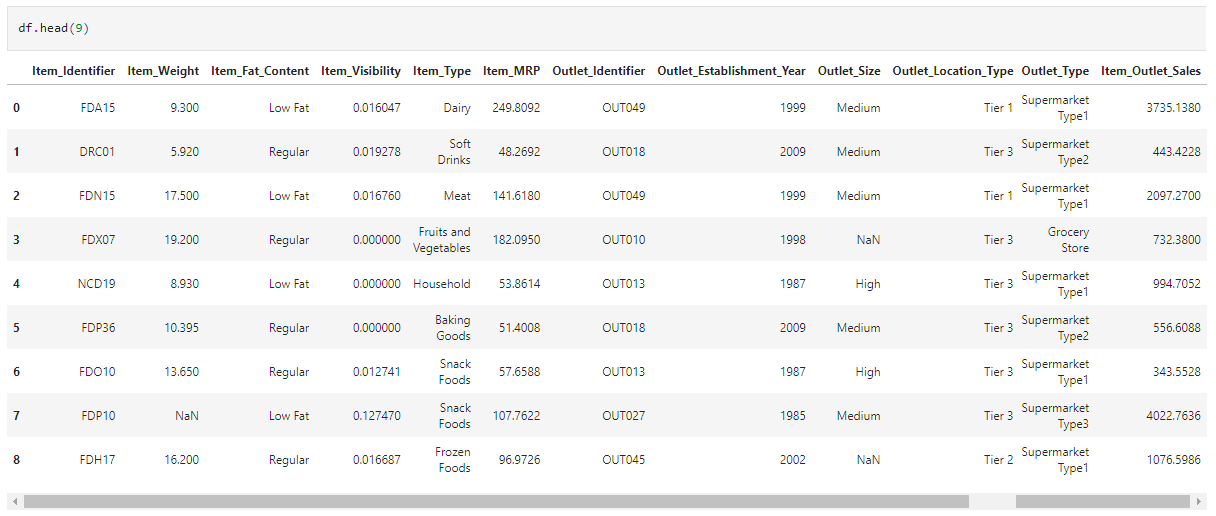 df.head(9)
Item_Identifier Item_Weight Item_Fat_Content Item_Visibility Item_Type Item_MRP Outlet_Identifier Outlet_Establishment_Year Outlet_Size Outlet_Location_Type Outlet_Type Item_Outlet_Sales
0 FDA15 9.300 Low Fat 0.016047 Dairy 249.8092 OUT049 1999 Medium Tier 1 Supermarket Type1 3735.1380
1 DRC01 5.920 Regular 0.019278 Soft Drinks 48.2692 OUT018 2009 Medium Tier 3 Supermarket Type2 443.4228
2 FDN15 17.500 Low Fat 0.016760 Meat 141.6180 OUT049 1999 Medium Tier 1 Supermarket Type1 2097.2700
3 FDX07 19.200 Regular 0.000000 Fruits and Vegetables 182.0950 OUT010 1998 NaN Tier 3 Grocery Store 732.3800
4 NCD19 8.930 Low Fat 0.000000 Household 53.8614 OUT013 1987 High Tier 3 Supermarket Type1 994.7052
5 FDP36 10.395 Regular 0.000000 Baking Goods 51.4008 OUT018 2009 Medium Tier 3 Supermarket Type2 556.6088
6 FDO10 13.650 Regular 0.012741 Snack Foods 57.6588 OUT013 1987 High Tier 3 Supermarket Type1 343.5528
7 FDP10 NaN Low Fat 0.127470 Snack Foods 107.7622 OUT027 1985 Medium Tier 3 Supermarket Type3 4022.7636
8 FDH17 16.200 Regular 0.016687 Frozen Foods 96.9726 OUT045 2002 NaN Tier 2 Supermarket Type1 1076.5986